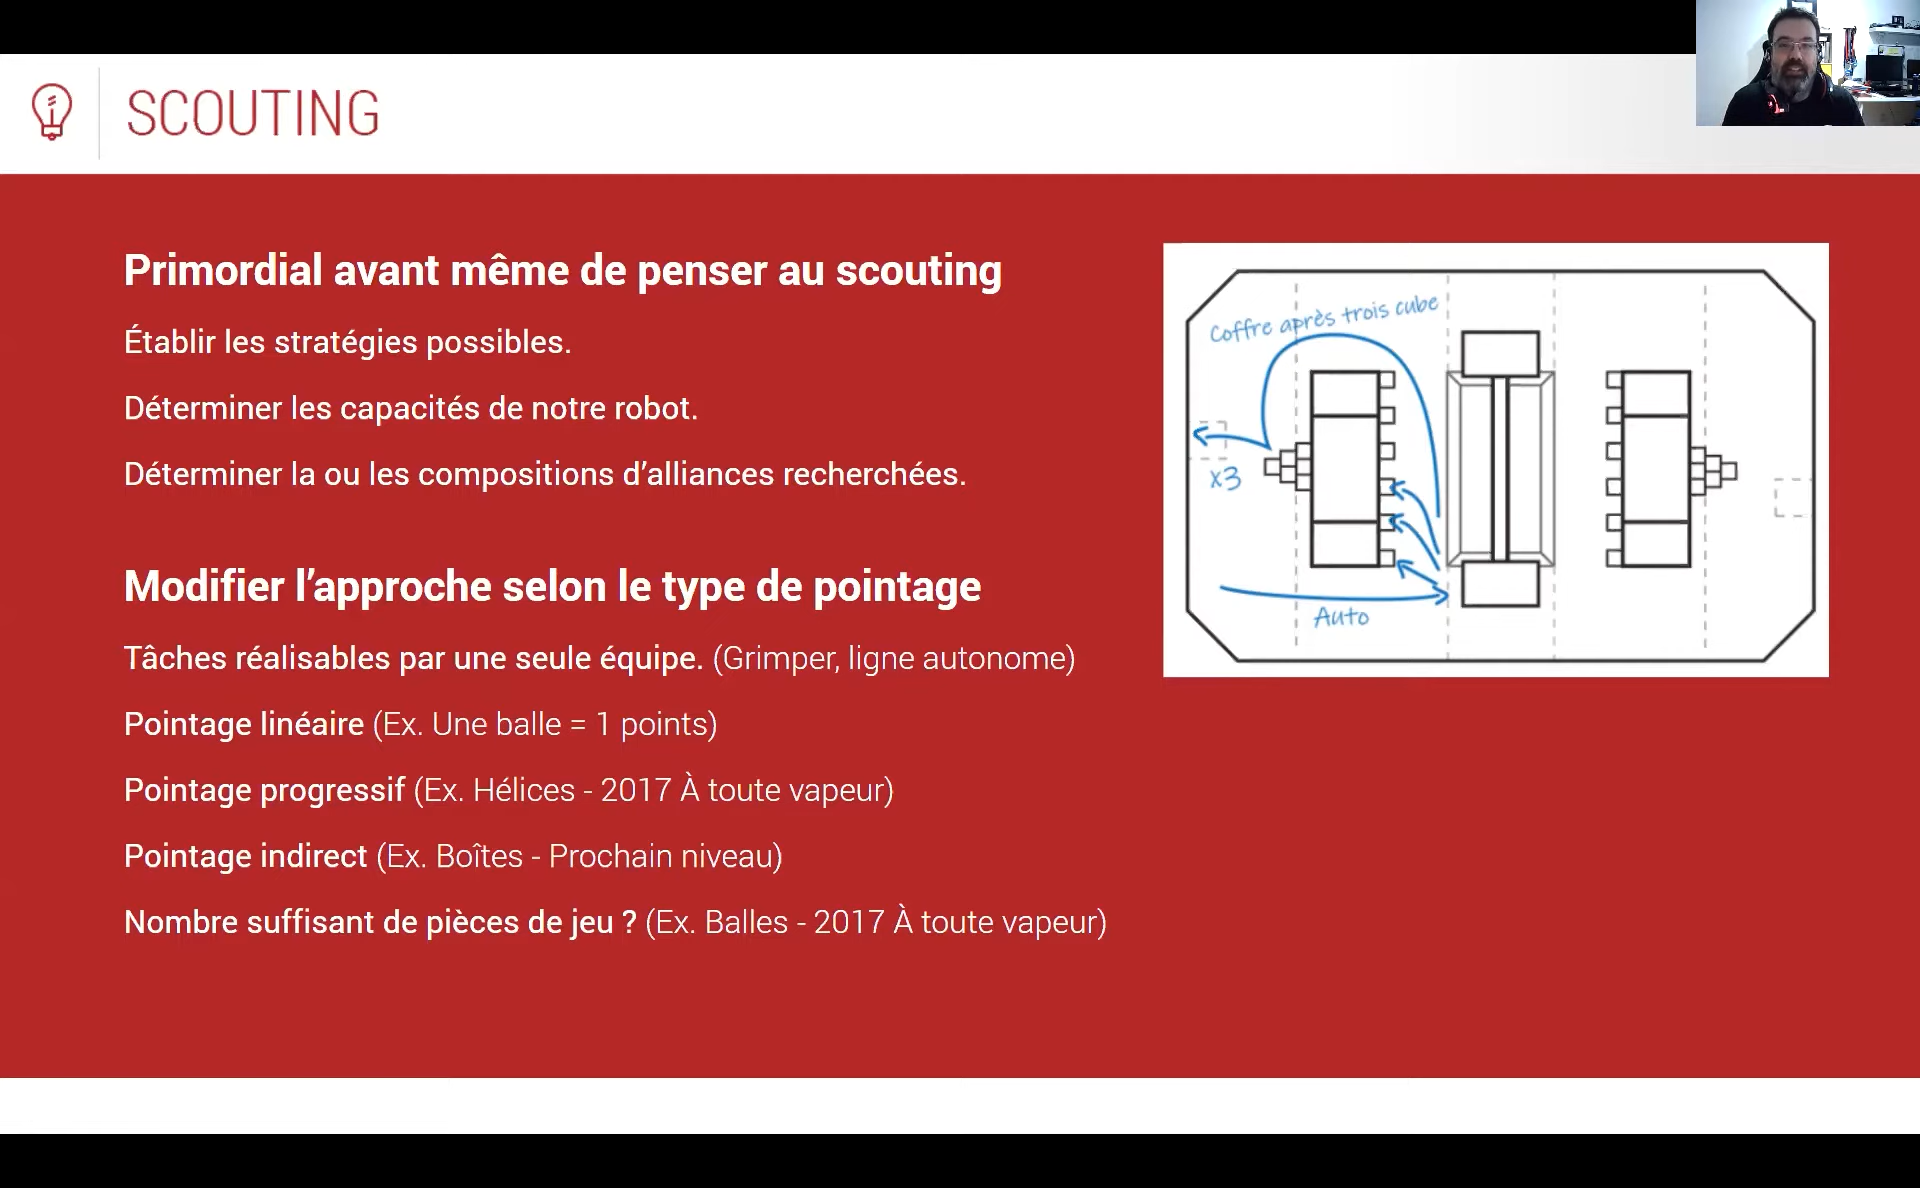 SCOUTING
Primordial avant même de penser au scouting
Établir les stratégies possibles.
Déterminer les capacités de notre robot.
Déterminer la ou les compositions d’alliances recherchées.
Modifier l’approche selon le type de pointage
Tâches réalisables par une seule équipe. (Grimper, ligne autonome)
Pointage linéaire (Ex. Une balle = 1 points)
Pointage progressif (Ex. Hélices - 2017 À toute vapeur)
Pointage indirect (Ex. Boîtes - Prochain niveau)
Nombre suffisant de pièces de jeu ? (Ex. Balles - 2017 À toute vapeur)
Coffre après trois cube
x3
Auto